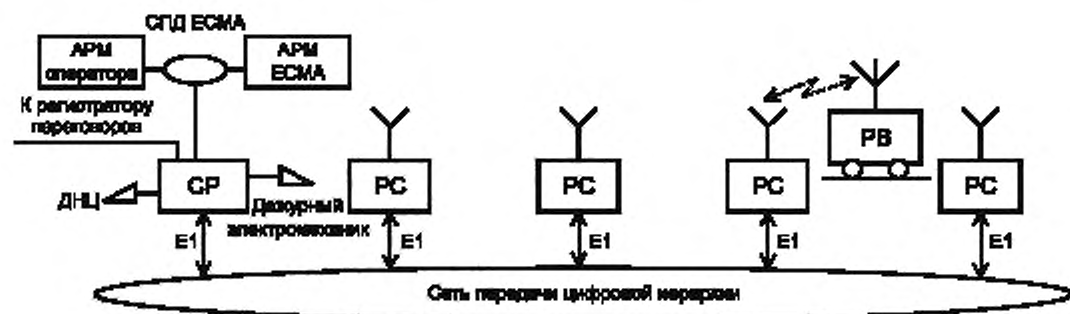 СПД ЕСМА
АРМ
оператора
АРМ
ЕСМА
К регистратору
переговоров
СР
РС
РС
РС
РВ
РС
ДНЦ
Дежурный
электромеханик
Е1
Е1
Е1
Е1
Е1
Сеть передачи цифровой иерархии